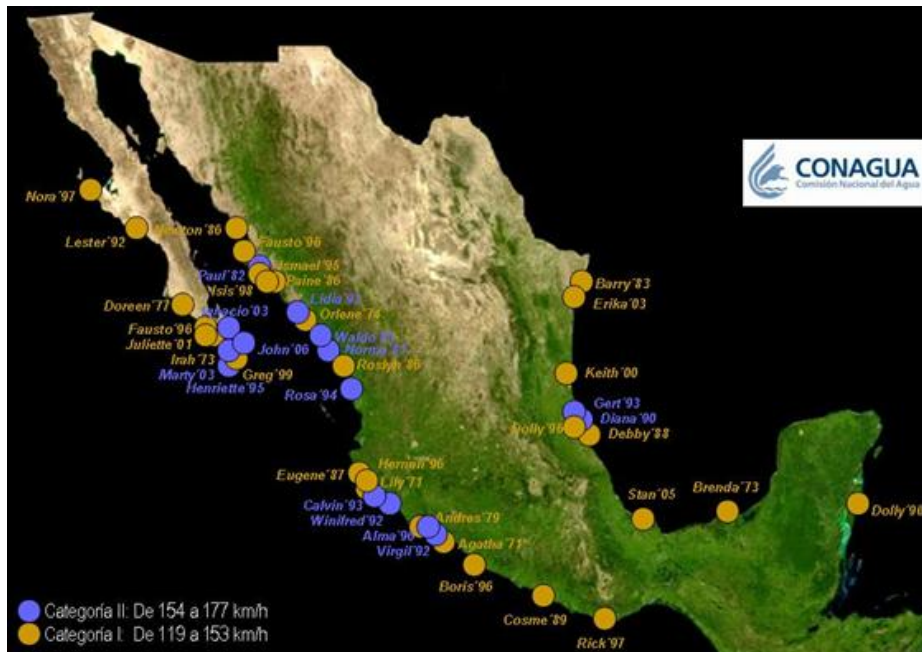 CONAGUA
Comisión Nacional del Agua
Nora´97
Lester´92
Newton´86
Fausto´96
Ismael´95
Paul´82
Paine´86
Isis´98
Doreen´77
Ignacio´03
Lidia´93
Orlene´74
Fausto´96
Juliette´01
John´06
Irah´73
Greg´99
Marty´03
Henriette´95
Waldo
Norma
Roslyn´86
Rosa´94
Barry´83
Erika´03
Keith´00
Gert´93
Diana´90
Dolly´96
Debby´88
Eugene´87
Hernan´96
Lily´71
Calvin´93
Winifred´92
Andres´79
Alma´96
Virgil´92
Agatha´71
Boris´96
Cosme´89
Rick´97
Stan´05
Brenda´73
Dolly´96
Categoría II: De 154 a 177 km/h
Categoría I: De 119 a 153 km/h